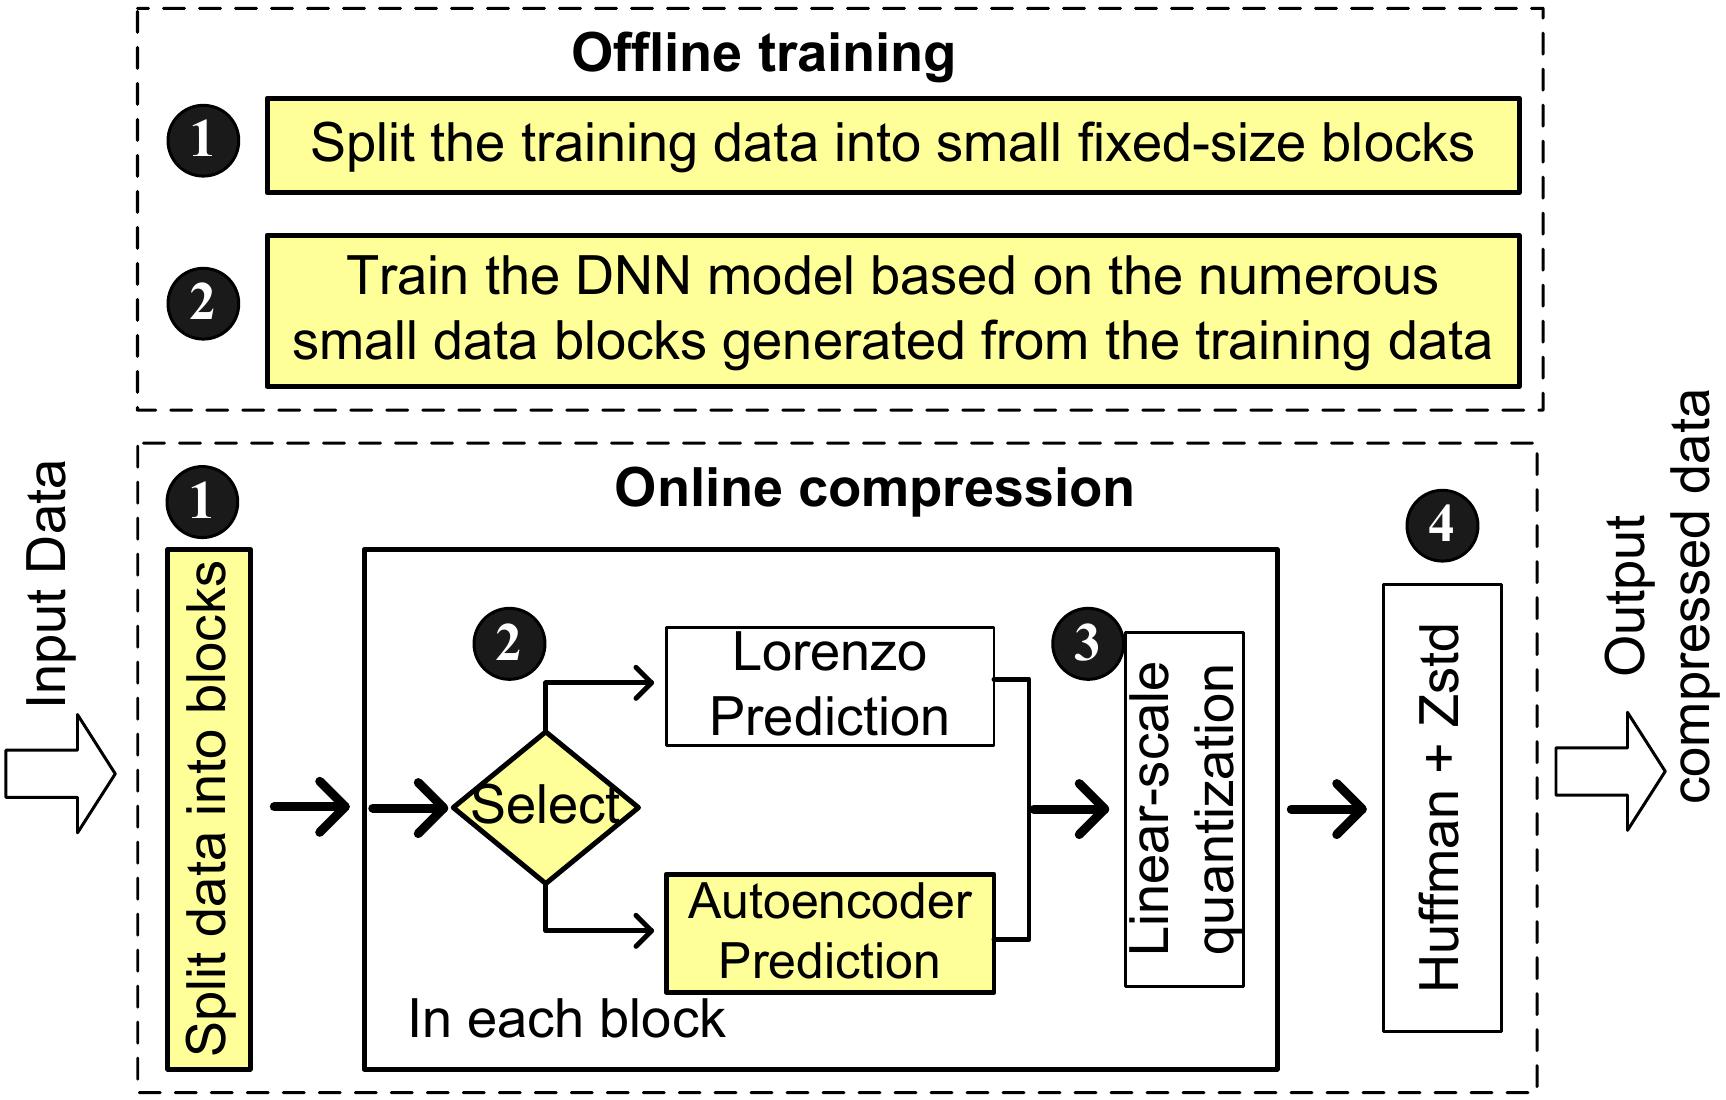 Offline training
1
Split the training data into small fixed-size blocks
2
Train the DNN model based on the numerous
small data blocks generated from the training data
Input Data
Online compression
1
Split data into blocks
2
Select
Lorenzo
Prediction
Autoencoder
Prediction
In each block
3
Linear-scale
quantization
4
Huffman + Zstd
Output
compressed data